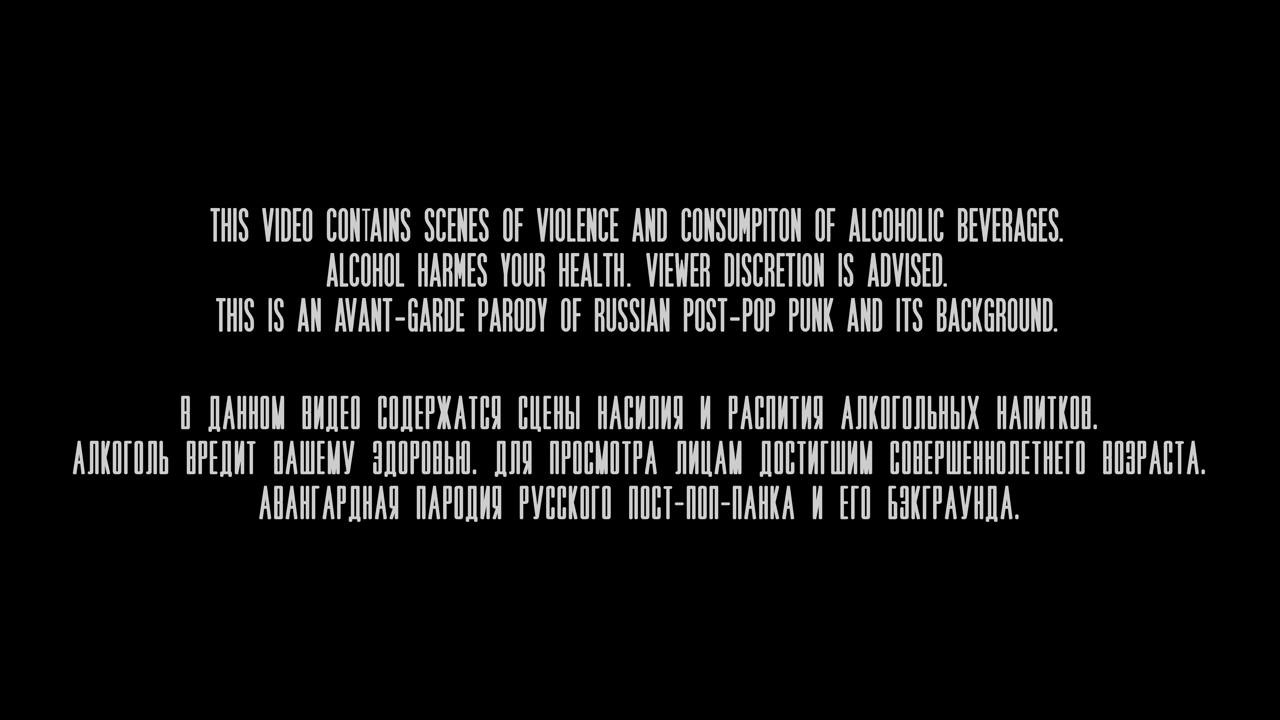 THIS VIDEO CONTAINS SCENES OF VIOLENCE AND CONSUMPITON OF ALCOHOLIC BEVERAGES.
ALCOHOL HARMES YOUR HEALTH. VIEWER DISCRETION IS ADVISED.
THIS IS AN AVANT-GARDE PARODY OF RUSSIAN POST-POP PUNK AND ITS BACKGROUND.
В ДАННОМ ВИДЕО СОДЕРЖАТСЯ СЦЕНЫ НАСИЛИЯ И РАСПИТИЯ АЛКОГОЛЬНЫХ НАПИТКОВ.
АЛКОГОЛЬ ВРЕДИТ ВАШЕМУ ЗДОРОВЬЮ. ДЛЯ ПРОСМОТРА ЛИЦАМ ДОСТИГШИМ СОВЕРШЕННОЛЕТНЕГО ВОЗРАСТА.
АВАНГАРДНАЯ ПАРОДИЯ РУССКОГО ПОСТ-ПОП-ПАНКА И ЕГО БЭКГРАУНДА.